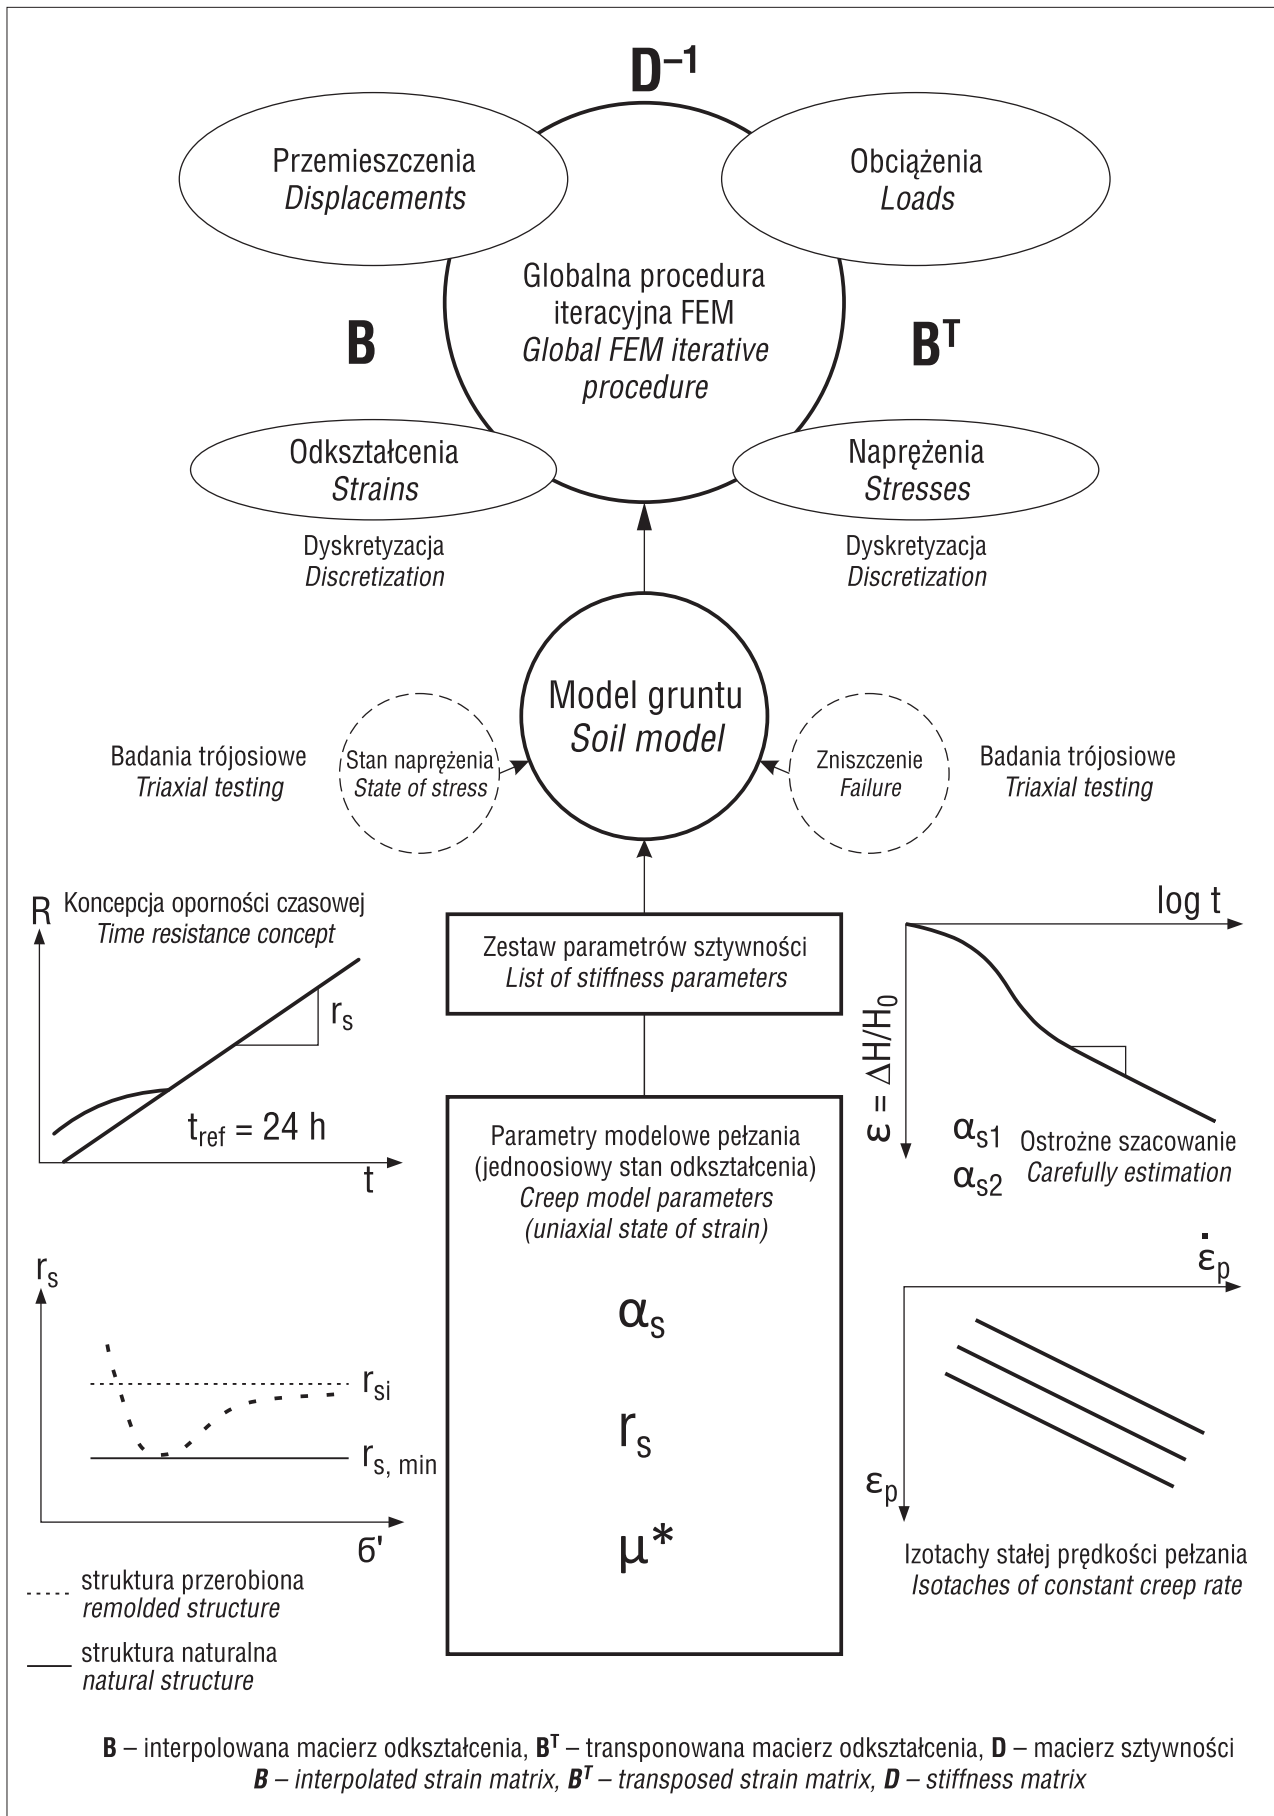 D–1
Przemieszczenia
Displacements
Obciążenia
Loads
Globalna procedura
iteracyjna FEM
Global FEM iterative
procedure
B
BT
Odkształcenia
Strains
Naprężenia
Stresses
Dyskretyzacja
Discretization
Dyskretyzacja
Discretization
Model gruntu
Soil model
Badania trójosiowe
Triaxial testing
Stan naprężenia
State of stress
Zniszczenie
Failure
Badania trójosiowe
Triaxial testing
R
Koncepcja oporności czasowej
Time resistance concept
rs
tref = 24 h
t
Zestaw parametrów sztywności
List of stiffness parameters
log t
ε = ΔH/H0
αs1
αs2
Ostrożne szacowanie
Carefully estimation
Parametry modelowe pełzania
(jednoosiowy stan odkształcenia)
Creep model parameters
(uniaxial state of strain)
αs
rs
μ*
rs
rsi
rs, min
б'
struktura przerobiona
remolded structure
struktura naturalna
natural structure
ε̇p
εp
Izotachy stałej prędkości pełzania
Isotaches of constant creep rate
B – interpolowana macierz odkształcenia, BT – transponowana macierz odkształcenia, D – macierz sztywności
B – interpolated strain matrix, BT – transposed strain matrix, D – stiffness matrix